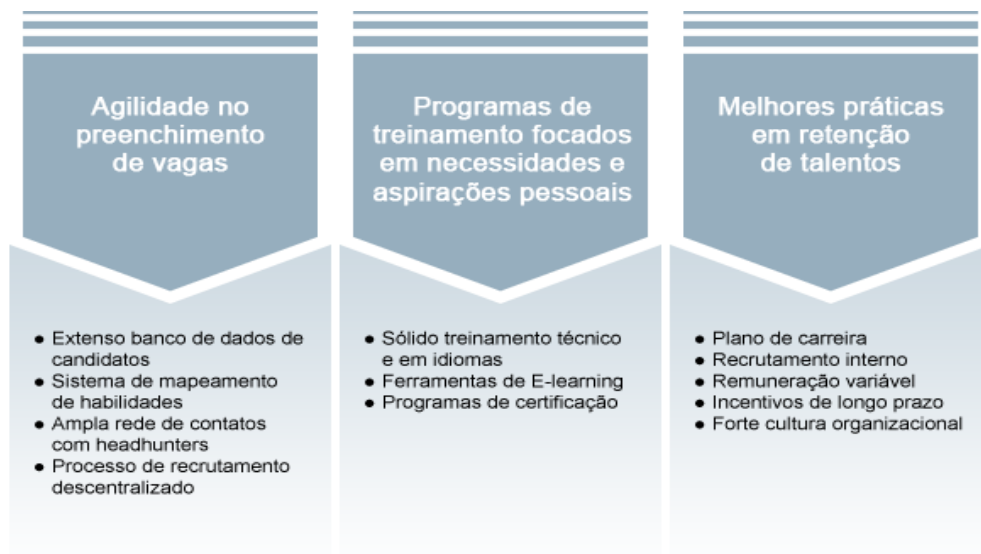 Agilidade no
preenchimento
de vagas
● Extenso banco de dados de
candidatos
● Sistema de mapeamento
de habilidades
● Ampla rede de contatos
com headhunters
● Processo de recrutamento
descentralizado
Programas de
treinamento focados
em necessidades e
aspirações pessoais
● Sólido treinamento técnico
e em idiomas
● Ferramentas de E-learning
● Programas de certificação
Melhores práticas
em retenção
de talentos
● Plano de carreira
● Recrutamento interno
● Remuneração variável
● Incentivos de longo prazo
● Forte cultura organizacional